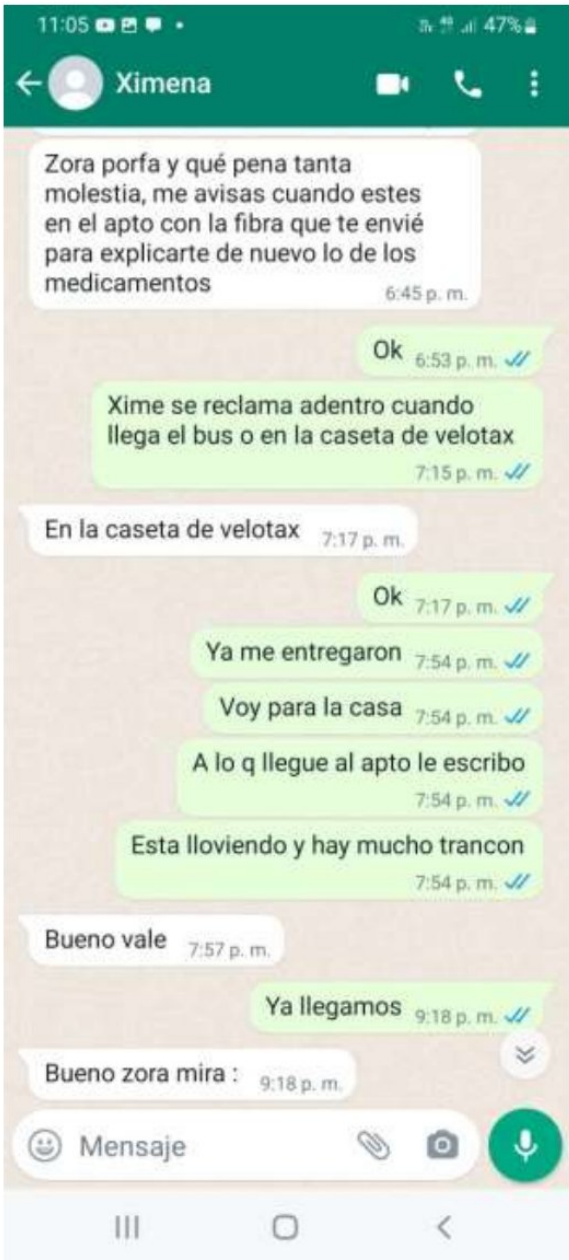 11:05
47%
Ximena
Zora porfa y qué pena tanta
molestia, me avisas cuando estes
en el apto con la fibra que te envié
para explicarte de nuevo lo de los
medicamentos
6:45 p. m.
Ok 6:53 p. m.
Xime se reclama adentro cuando
llega el bus o en la caseta de velotax
7:15 p. m.
En la caseta de velotax 7:17 p. m.
Ok 7:17 p. m.
Ya me entregaron 7:54 p. m.
Voy para la casa 7:54 p. m.
A lo q llegue al apto le escribo
7:54 p. m.
Esta lloviendo y hay mucho trancon
7:54 p. m.
Bueno vale 7:57 p. m.
Ya llegamos 9:18 p. m.
Bueno zora mira : 9:18 p. m.
Mensaje